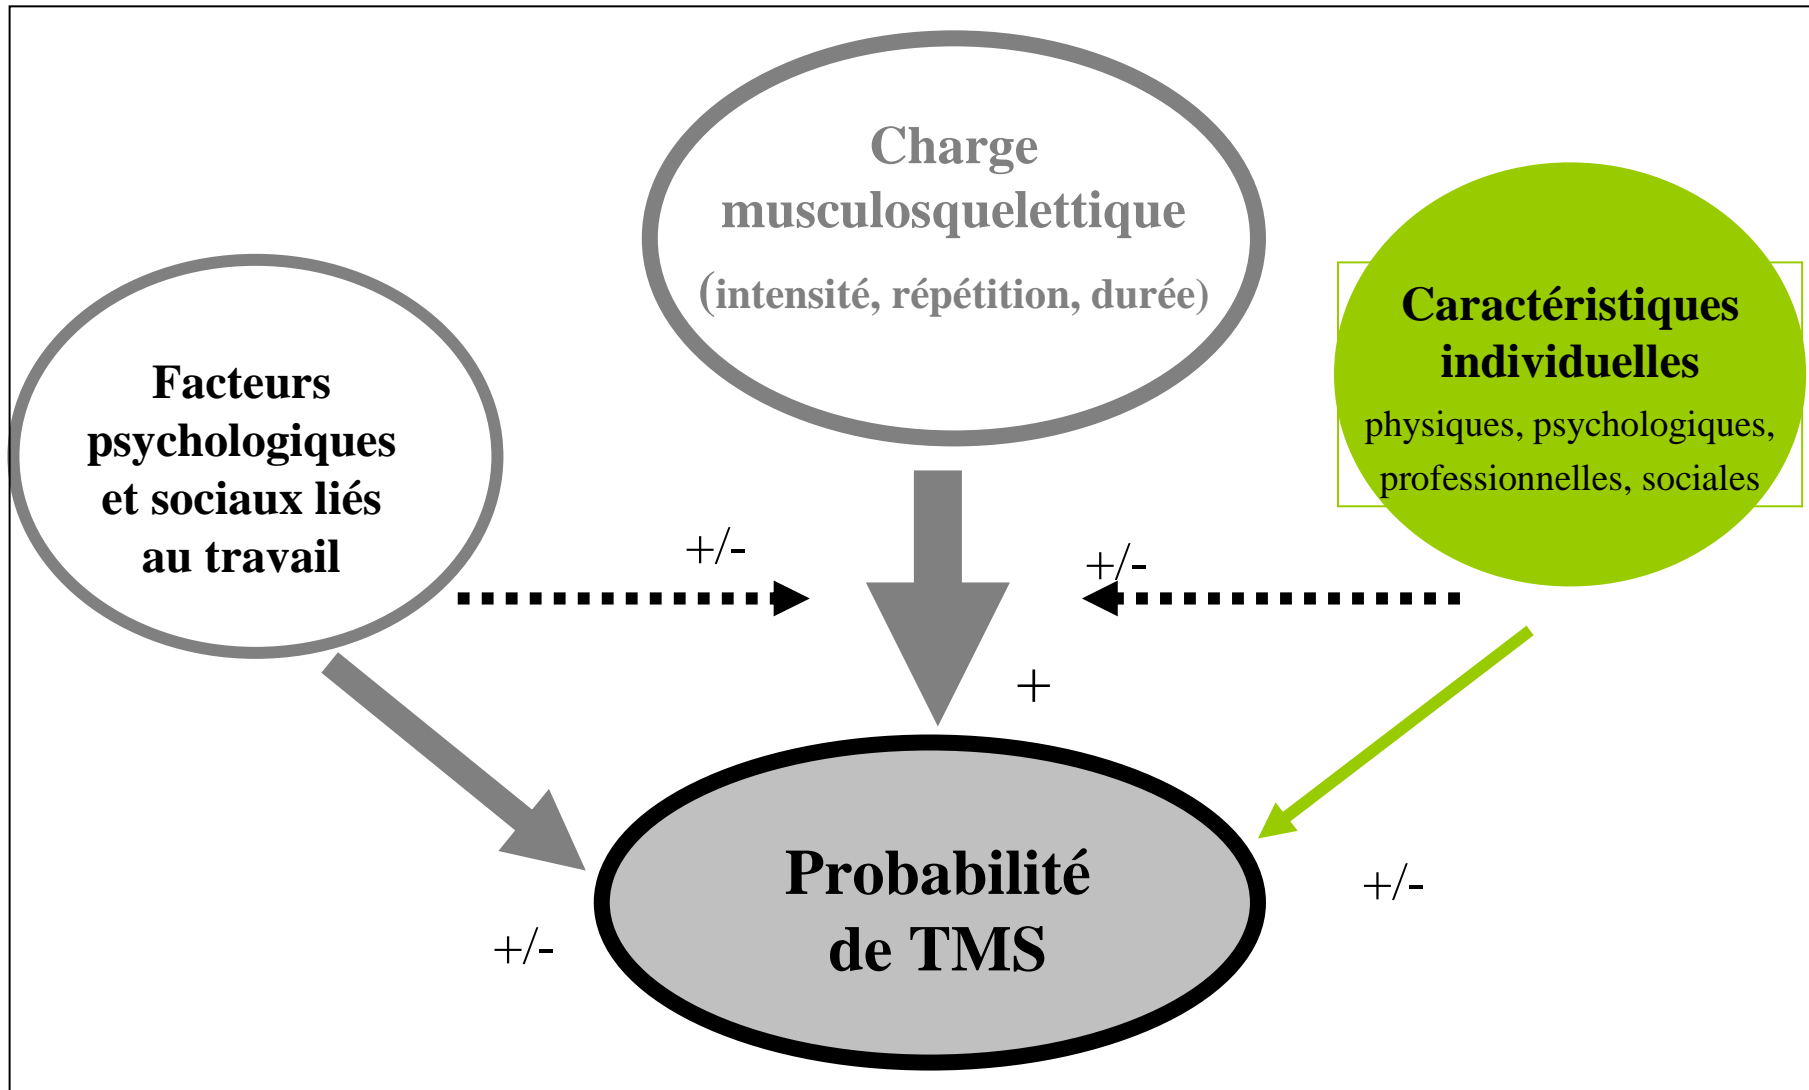 Charge
musculosquelettique
(intensité, répétition, durée)
Caractéristiques
individuelles
physiques, psychologiques,
professionnelles, sociales
Facteurs
psychologiques
et sociaux liés
au travail
+/-
+/-
+
Probabilité
de TMS
+/-
+/-